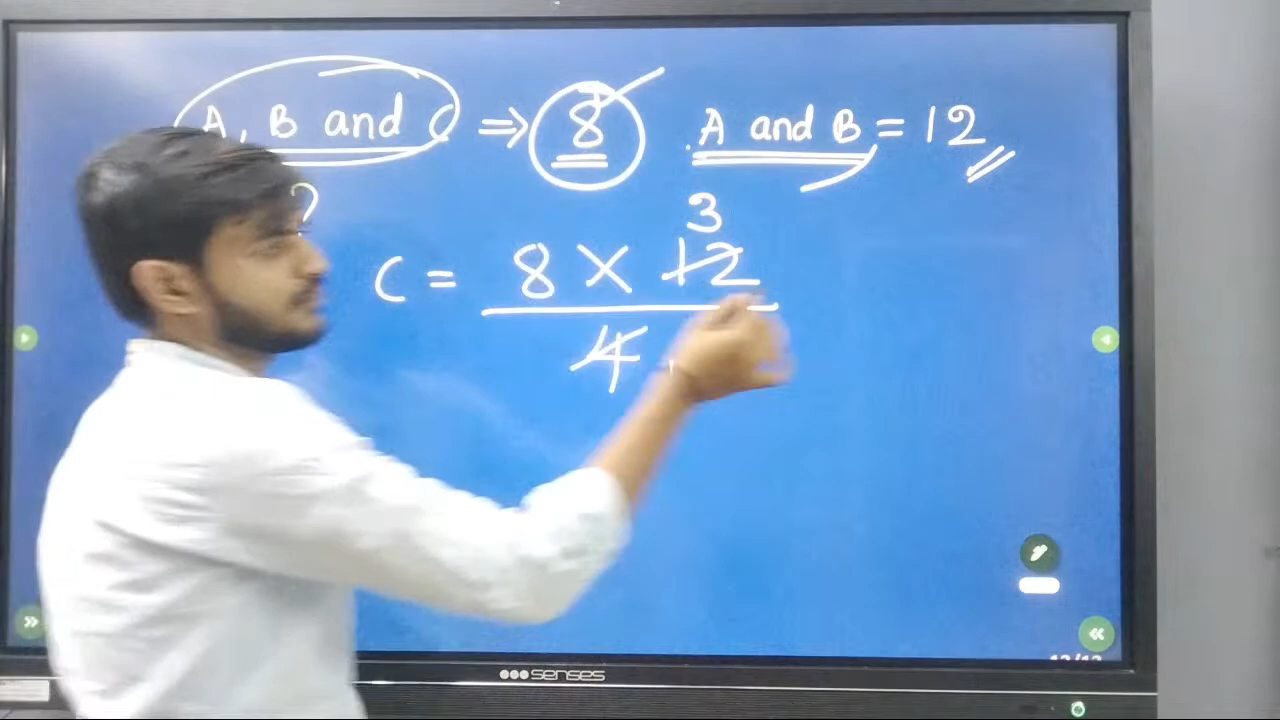 A, B and C ⇒ 8 A and B = 12
?
3
C = 8 × 12
4
senses